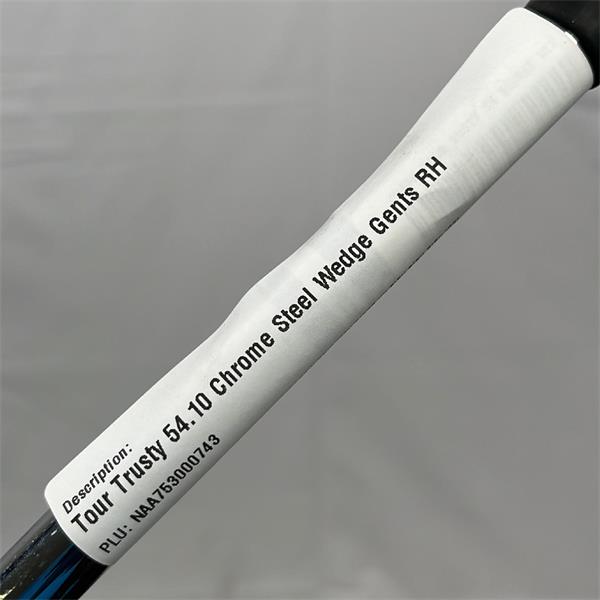 Description:
Tour Trusty 54.10 Chrome Steel Wedge Gents RH
PLU: NAA753000743